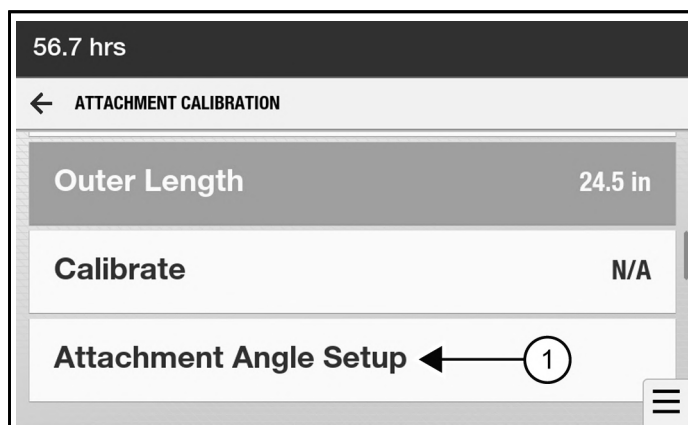 56.7 hrs
ATTACHMENT CALIBRATION
Outer Length 24.5 in
Calibrate N/A
Attachment Angle Setup 1